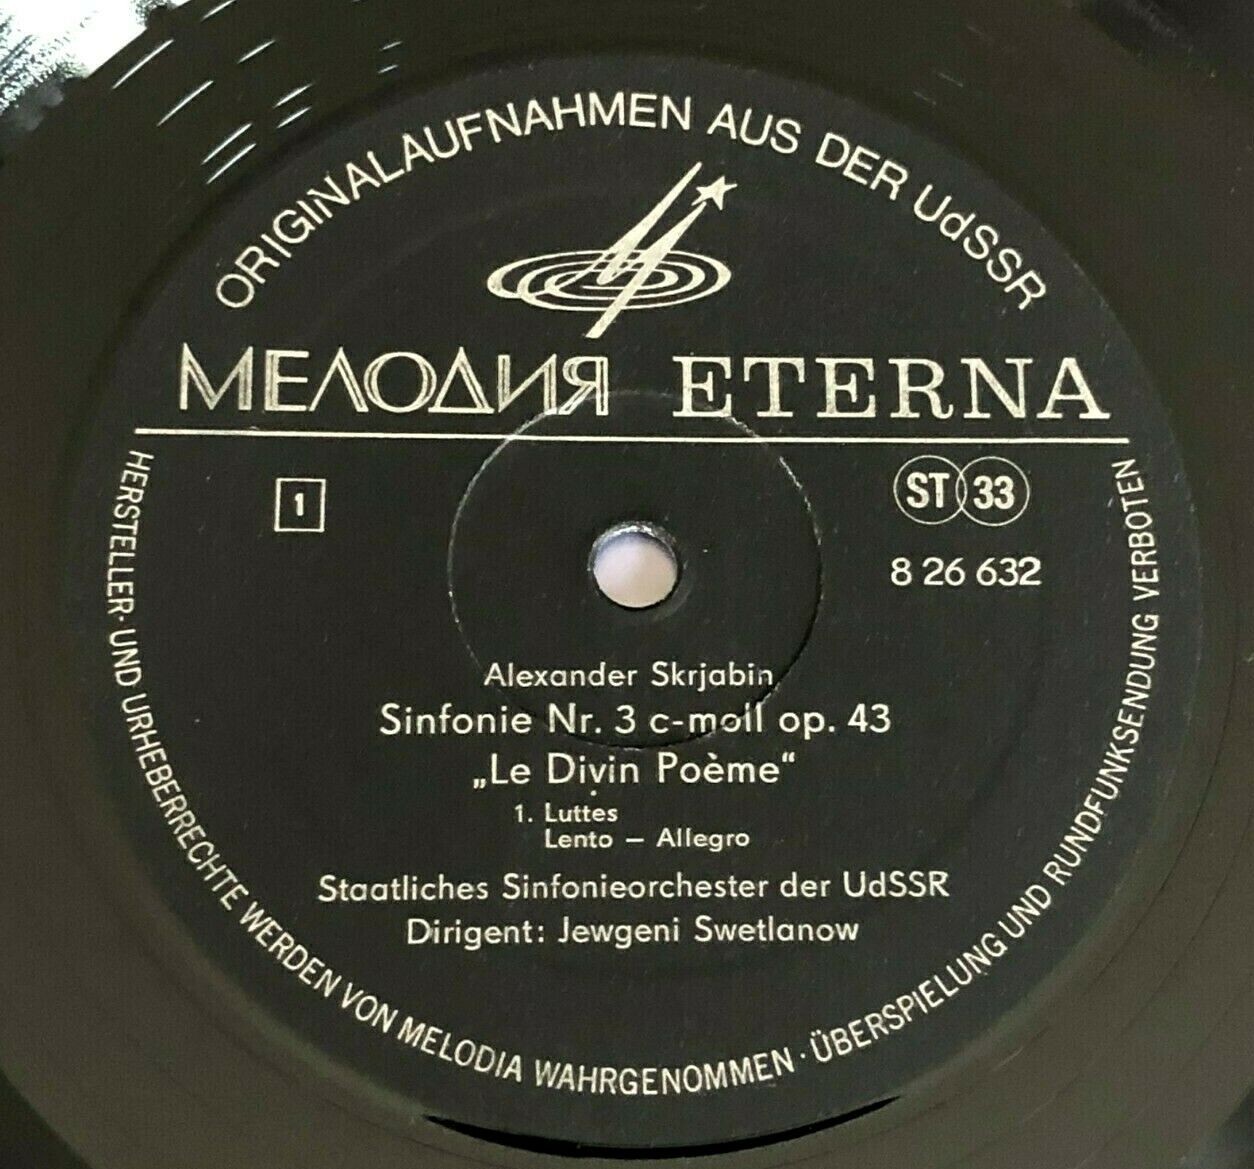 ORIGINALAUFNAHMEN AUS DER UdSSR
МЕЛОДИЯ ETERNA
1
ST 33
8 26 632
Alexander Skrjabin
Sinfonie Nr. 3 c-moll op. 43
„Le Divin Poème“
1. Luttes
Lento – Allegro
Staatliches Sinfonieorchester der UdSSR
Dirigent: Jewgeni Swetlanow
HERSTELLER- UND URHEBERRECHTE WERDEN VON MELODIA WAHRGENOMMEN · ÜBERSPIELUNG UND RUNDFUNKSENDUNG VERBOTEN